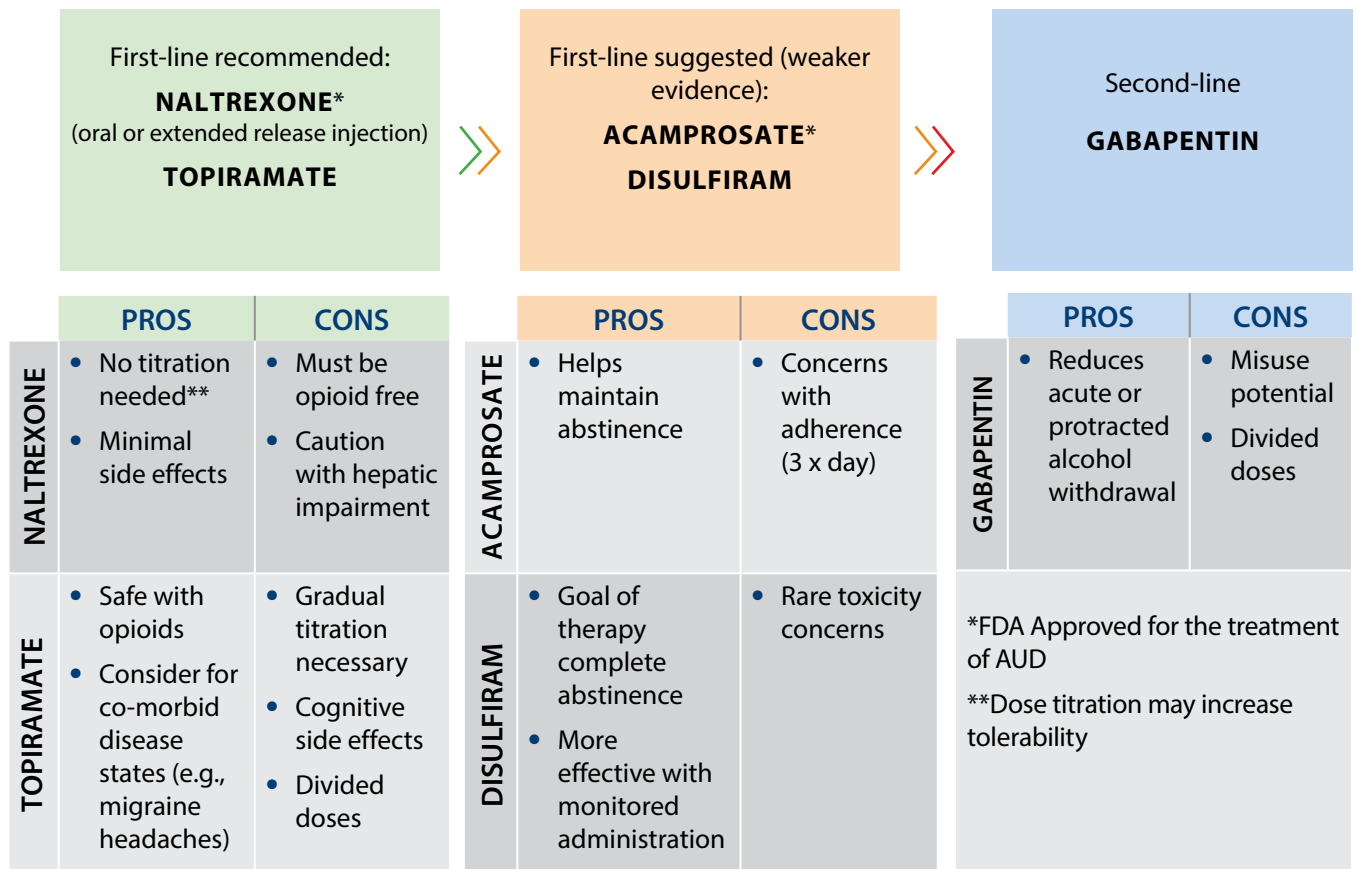 First-line recommended:
NALTREXONE*
(oral or extended release injection)
TOPIRAMATE
First-line suggested (weaker
evidence):
ACAMPROSATE*
DISULFIRAM
Second-line
GABAPENTIN
PROS
CONS
NALTREXONE
• No titration
needed**
• Minimal
side effects
• Must be
opioid free
• Caution
with hepatic
impairment
TOPIRAMATE
• Safe with
opioids
• Consider for
co-morbid
disease
states (e.g.,
migraine
headaches)
• Gradual
titration
necessary
• Cognitive
side effects
• Divided
doses
PROS
CONS
ACAMPROSATE
• Helps
maintain
abstinence
• Concerns
with
adherence
(3 x day)
DISULFIRAM
• Goal of
therapy
complete
abstinence
• More
effective with
monitored
administration
• Rare toxicity
concerns
PROS
CONS
GABAPENTIN
• Reduces
acute or
protracted
alcohol
withdrawal
• Misuse
potential
• Divided
doses
*FDA Approved for the treatment
of AUD
**Dose titration may increase
tolerability